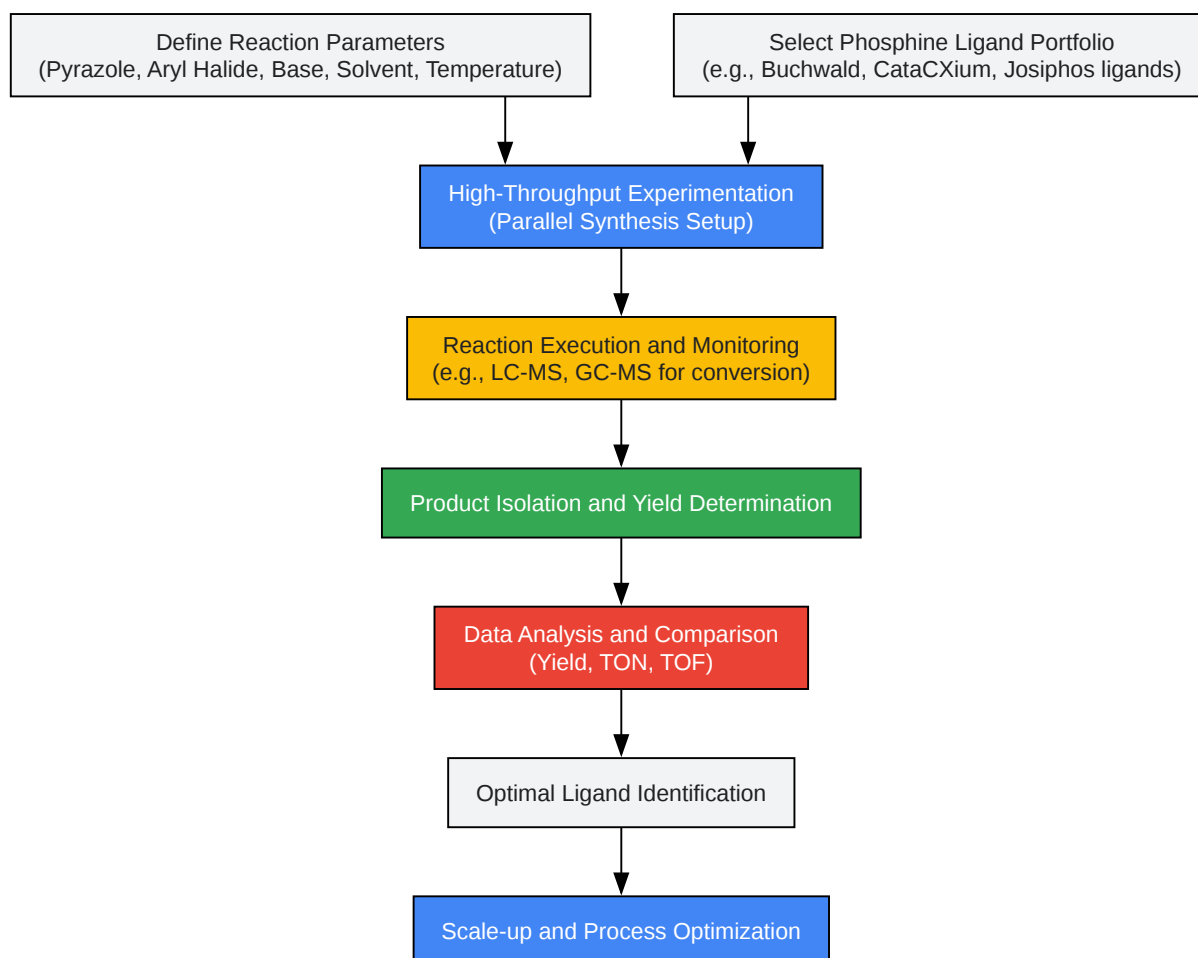 Define Reaction Parameters
(Pyrazole, Aryl Halide, Base, Solvent, Temperature)
Select Phosphine Ligand Portfolio
(e.g., Buchwald, CataCXium, Josiphos ligands)
High-Throughput Experimentation
(Parallel Synthesis Setup)
Reaction Execution and Monitoring
(e.g., LC-MS, GC-MS for conversion)
Product Isolation and Yield Determination
Data Analysis and Comparison
(Yield, TON, TOF)
Optimal Ligand Identification
Scale-up and Process Optimization